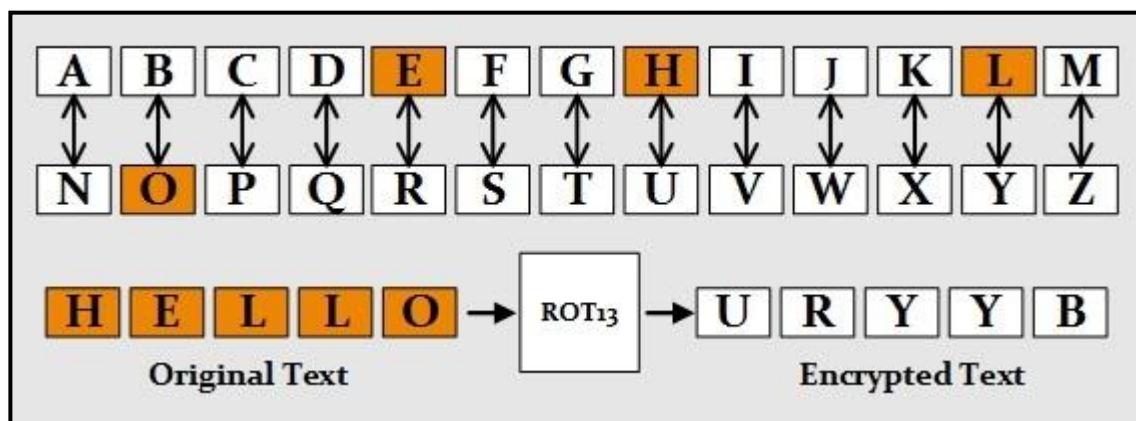 A B C D E F G H I J K L M
N O P Q R S T U V W X Y Z
H E L L O ROT13 U R Y Y B
Original Text Encrypted Text